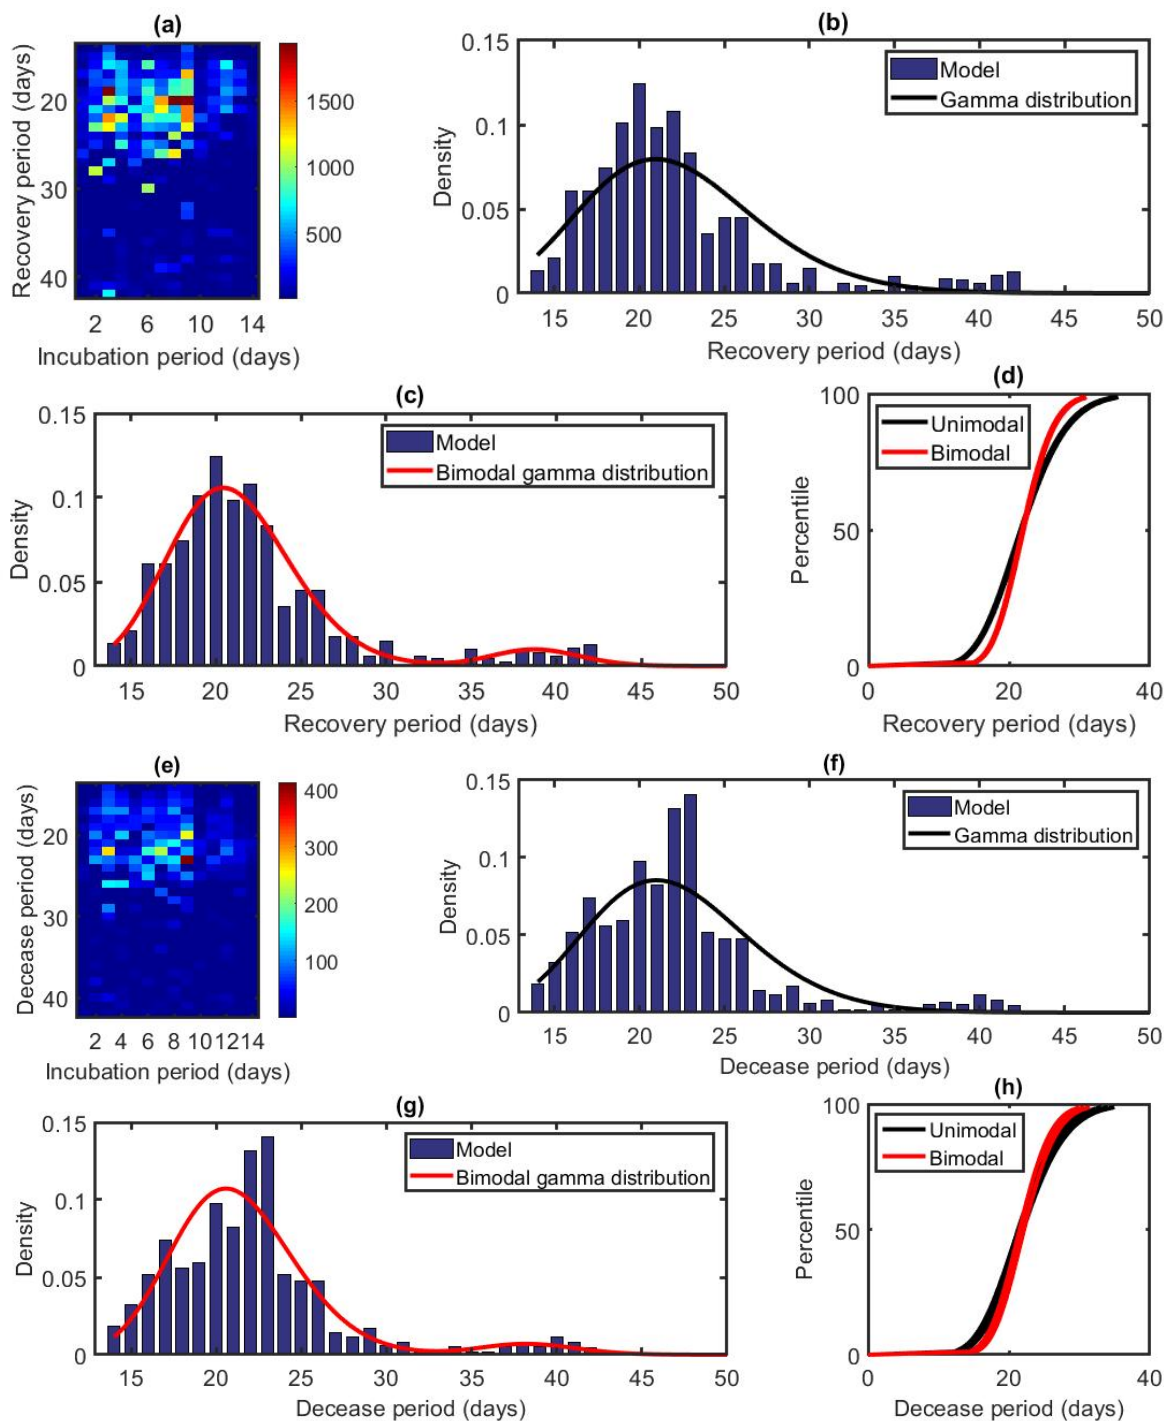 (a)
Recovery period (days)
20
30
40
2 6 10 14
Incubation period (days)
1500
1000
500
(b)
Density
0.15
0.1
0.05
0
Model
Gamma distribution
15 20 25 30 35 40 45 50
Recovery period (days)
(c)
Density
0.15
0.1
0.05
0
Model
Bimodal gamma distribution
15 20 25 30 35 40 45 50
Recovery period (days)
(d)
Percentile
100
50
0
Unimodal
Bimodal
0 20 40
Recovery period (days)
(e)
Decease period (days)
20
30
40
2 4 6 8 10 12 14
Incubation period (days)
400
300
200
100
(f)
Density
0.15
0.1
0.05
0
Model
Gamma distribution
15 20 25 30 35 40 45 50
Decease period (days)
(g)
Density
0.15
0.1
0.05
0
Model
Bimodal gamma distribution
15 20 25 30 35 40 45 50
Decease period (days)
(h)
Percentile
100
50
0
Unimodal
Bimodal
0 20 40
Decease period (days)